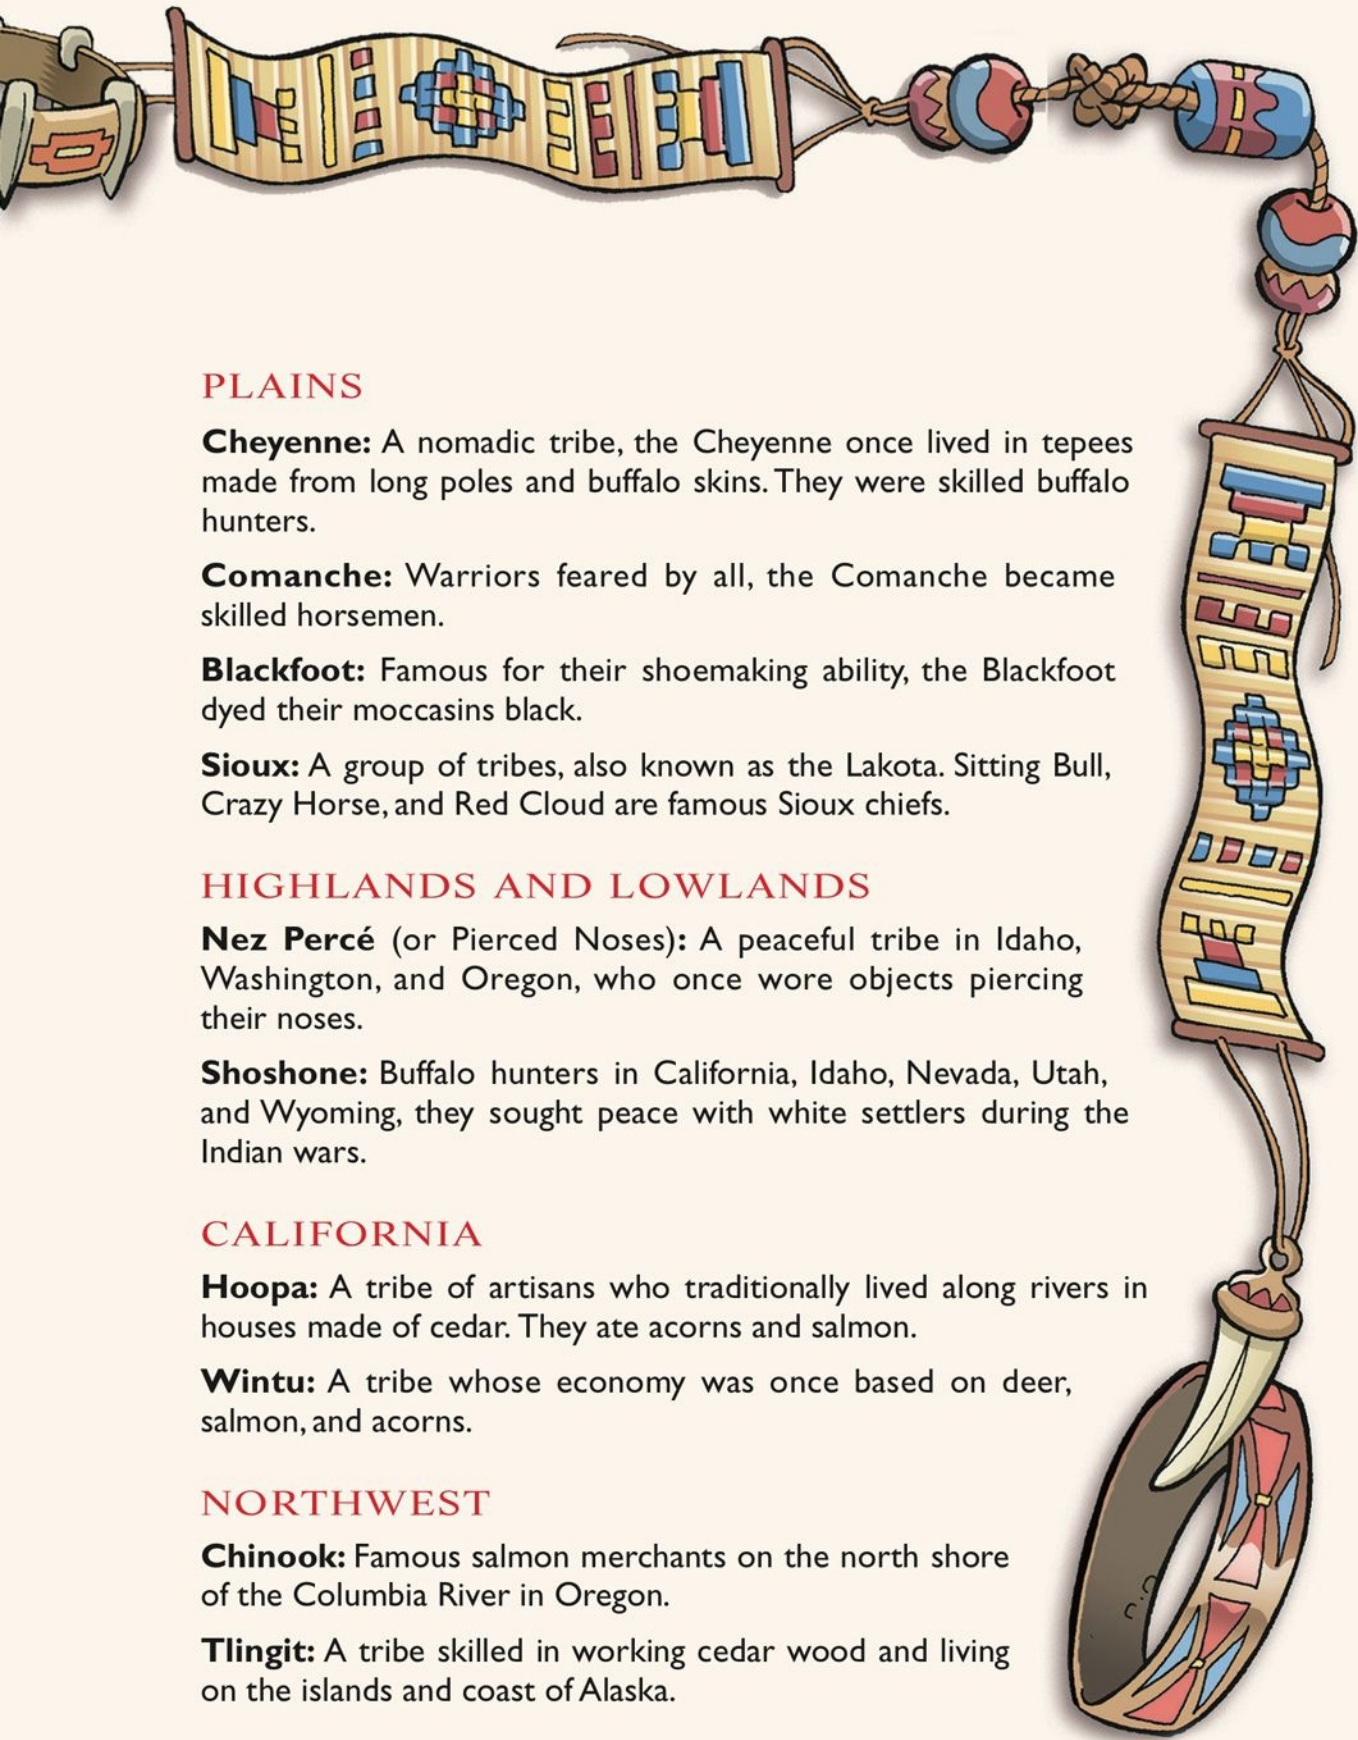 PLAINS
Cheyenne: A nomadic tribe, the Cheyenne once lived in tepees
made from long poles and buffalo skins. They were skilled buffalo
hunters.
Comanche: Warriors feared by all, the Comanche became
skilled horsemen.
Blackfoot: Famous for their shoemaking ability, the Blackfoot
dyed their moccasins black.
Sioux: A group of tribes, also known as the Lakota. Sitting Bull,
Crazy Horse, and Red Cloud are famous Sioux chiefs.
HIGHLANDS AND LOWLANDS
Nez Percé (or Pierced Noses): A peaceful tribe in Idaho,
Washington, and Oregon, who once wore objects piercing
their noses.
Shoshone: Buffalo hunters in California, Idaho, Nevada, Utah,
and Wyoming, they sought peace with white settlers during the
Indian wars.
CALIFORNIA
Hoopa: A tribe of artisans who traditionally lived along rivers in
houses made of cedar. They ate acorns and salmon.
Wintu: A tribe whose economy was once based on deer,
salmon, and acorns.
NORTHWEST
Chinook: Famous salmon merchants on the north shore
of the Columbia River in Oregon.
Tlingit: A tribe skilled in working cedar wood and living
on the islands and coast of Alaska.